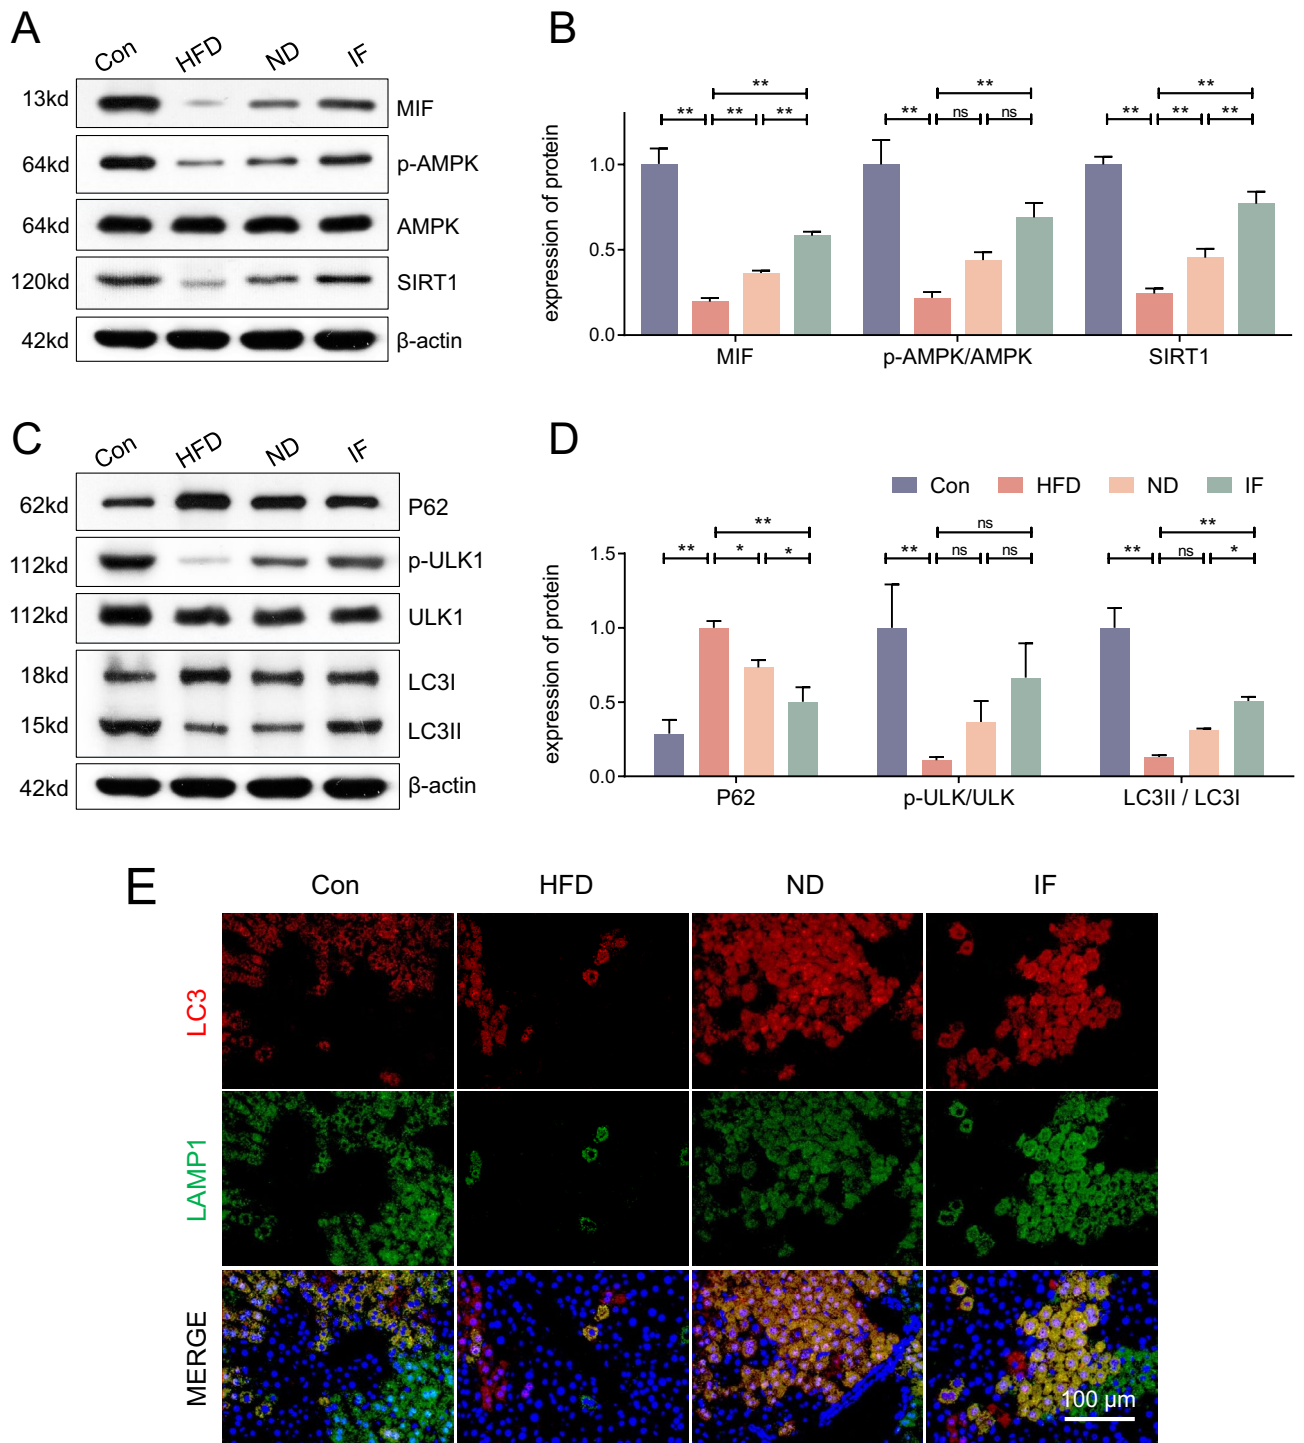 A
Con HFD ND IF
13kd MIF
64kd p-AMPK
64kd AMPK
120kd SIRT1
42kd β-actin
B
expression of protein
1.0
0.5
0.0
** ** **
** ** ** ** ns ns ** ** **
MIF p-AMPK/AMPK SIRT1
C
Con HFD ND IF
62kd P62
112kd p-ULK1
112kd ULK1
18kd LC3I
15kd LC3II
42kd β-actin
D
Con HFD ND IF
expression of protein
1.5
1.0
0.5
0.0
** ns **
** * * ** ns ns ** ns *
P62 p-ULK/ULK LC3II / LC3I
E
Con HFD ND IF
LC3
LAMP1
MERGE
100 μm